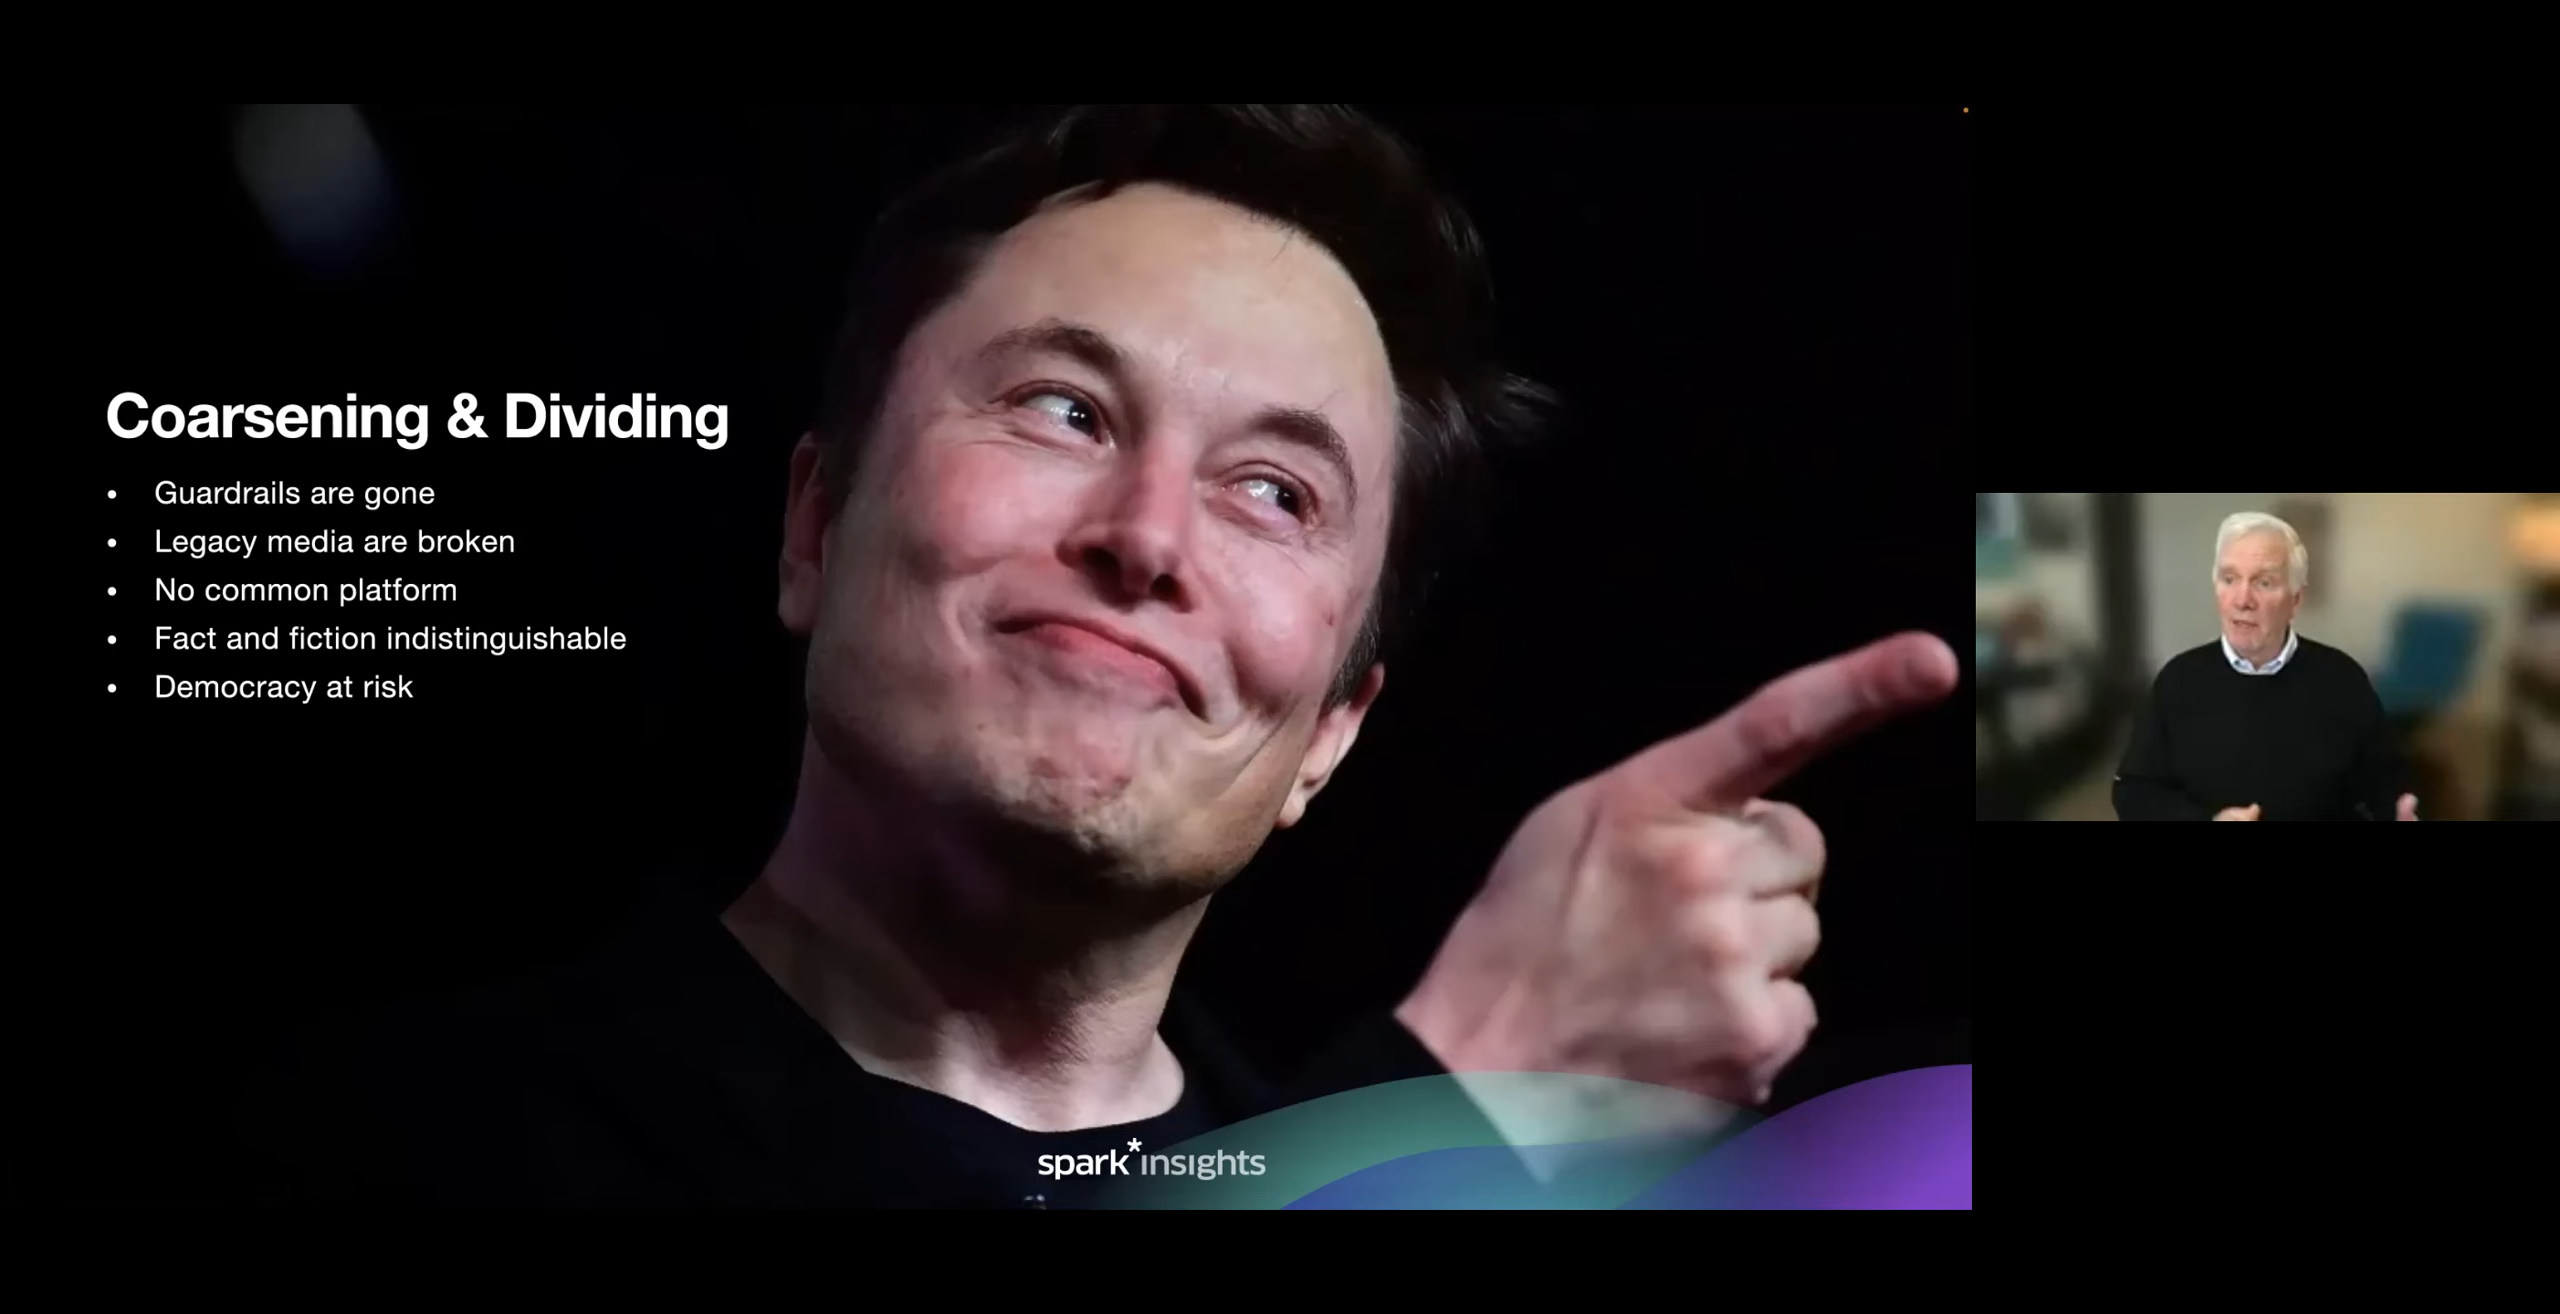 Coarsening & Dividing
• Guardrails are gone
• Legacy media are broken
• No common platform
• Fact and fiction indistinguishable
• Democracy at risk
spark*insights